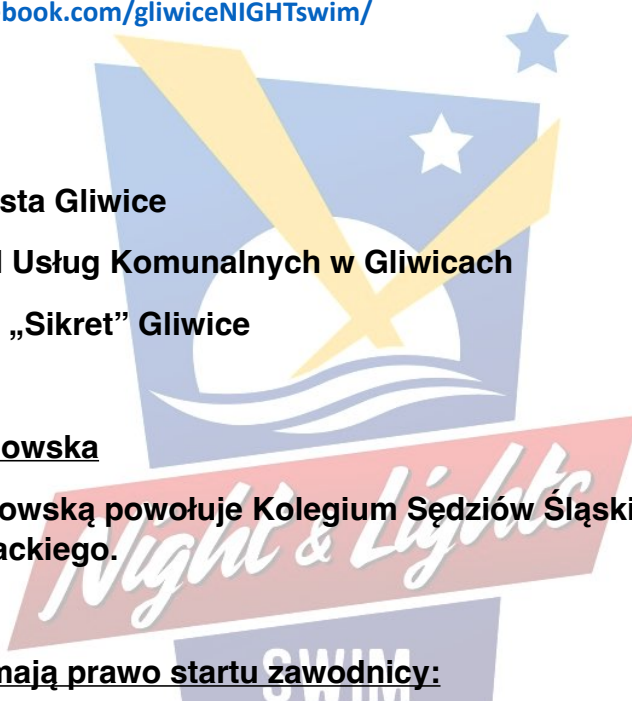 book.com/gliwiceNIGHTswim/
sta Gliwice
Usług Komunalnych w Gliwicach
„Sikret” Gliwice
owska
owską powołuje Kolegium Sędziów Śląski
ackiego.
Night & Lights
mają prawo startu zawodnicy:
SWIM